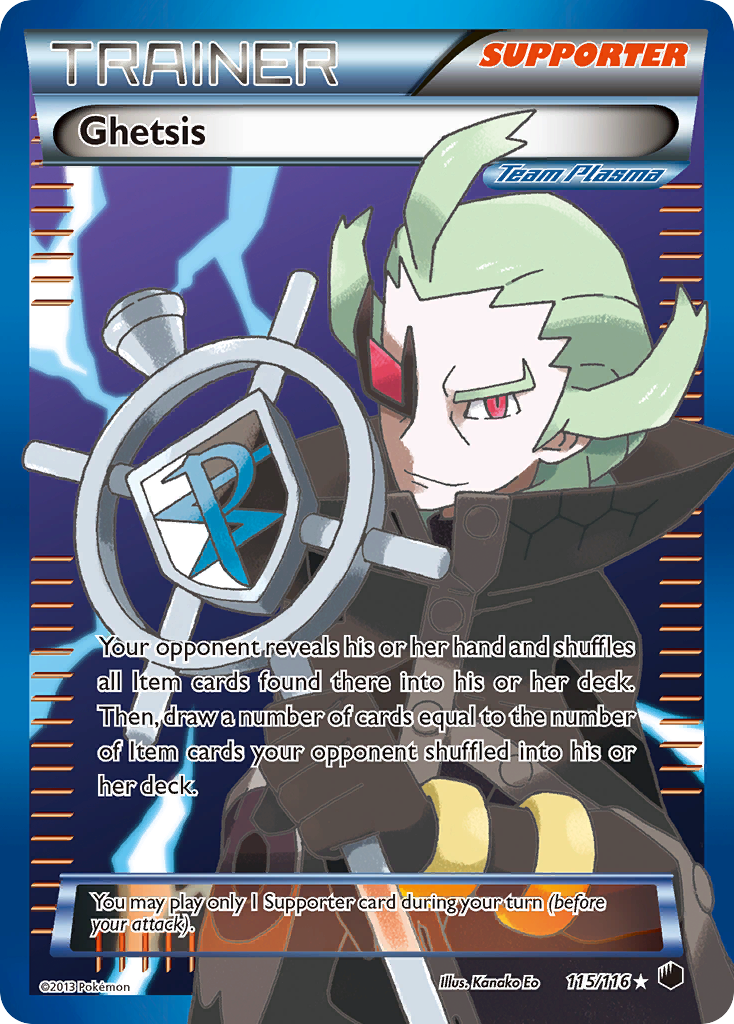 TRAINER
SUPPORTER
Ghetsis
Team Plasma
Your opponent reveals his or her hand and shuffles
all Item cards found there into his or her deck.
Then, draw a number of cards equal to the number
of Item cards your opponent shuffled into his or
her deck.
You may play only 1 Supporter card during your turn (before
your attack).
©2013 Pokémon
Illus. Kanako Eo
115/116 ★